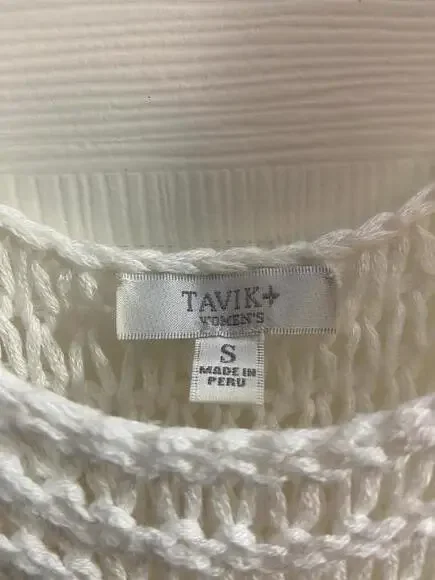 TAVIK+
WOMEN'S
S
MADE IN
PERU